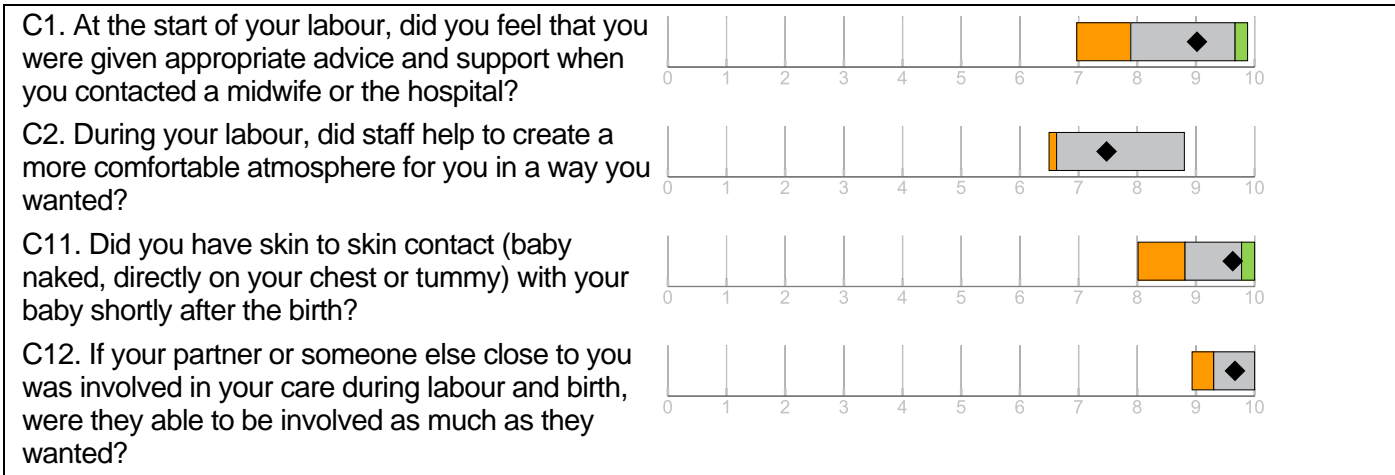 C1. At the start of your labour, did you feel that you
were given appropriate advice and support when
you contacted a midwife or the hospital?
0 1 2 3 4 5 6 7 8 9 10
C2. During your labour, did staff help to create a
more comfortable atmosphere for you in a way you
wanted?
0 1 2 3 4 5 6 7 8 9 10
C11. Did you have skin to skin contact (baby
naked, directly on your chest or tummy) with your
baby shortly after the birth?
0 1 2 3 4 5 6 7 8 9 10
C12. If your partner or someone else close to you
was involved in your care during labour and birth,
were they able to be involved as much as they
wanted?
0 1 2 3 4 5 6 7 8 9 10